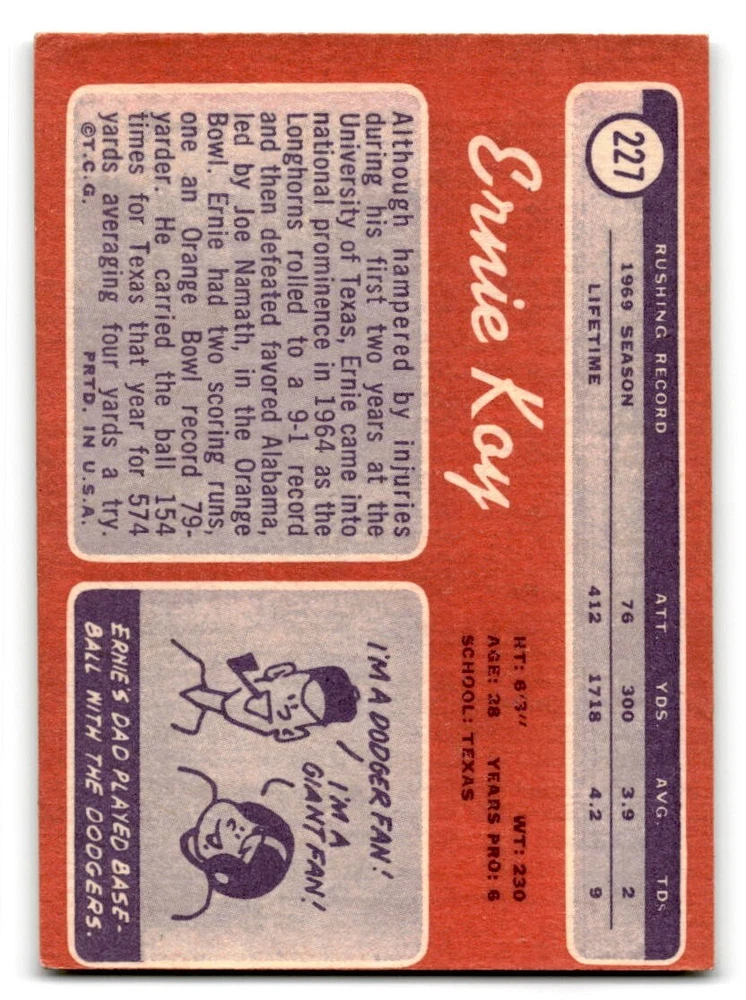 227
RUSHING RECORD ATT. YDS. AVG. TDS
1969 SEASON 76 300 3.9 2
LIFETIME 412 1718 4.2 9
Ernie Koy
HT: 6'3" WT: 230
AGE: 28 YEARS PRO: 6
SCHOOL: TEXAS
Although hampered by injuries
during his first two years at the
University of Texas, Ernie came into
national prominence in 1964 as the
Longhorns rolled to a 9-1 record
and then defeated favored Alabama,
led by Joe Namath, in the Orange
Bowl. Ernie had two scoring runs,
one an Orange Bowl record 79-
yarder. He carried the ball 154
times for Texas that year for 574
yards averaging four yards a try.
©T.C.G. PRTD. IN U.S.A.
I'M A DODGER FAN!
I'M A
GIANT FAN!
ERNIE'S DAD PLAYED BASE-
BALL WITH THE DODGERS.